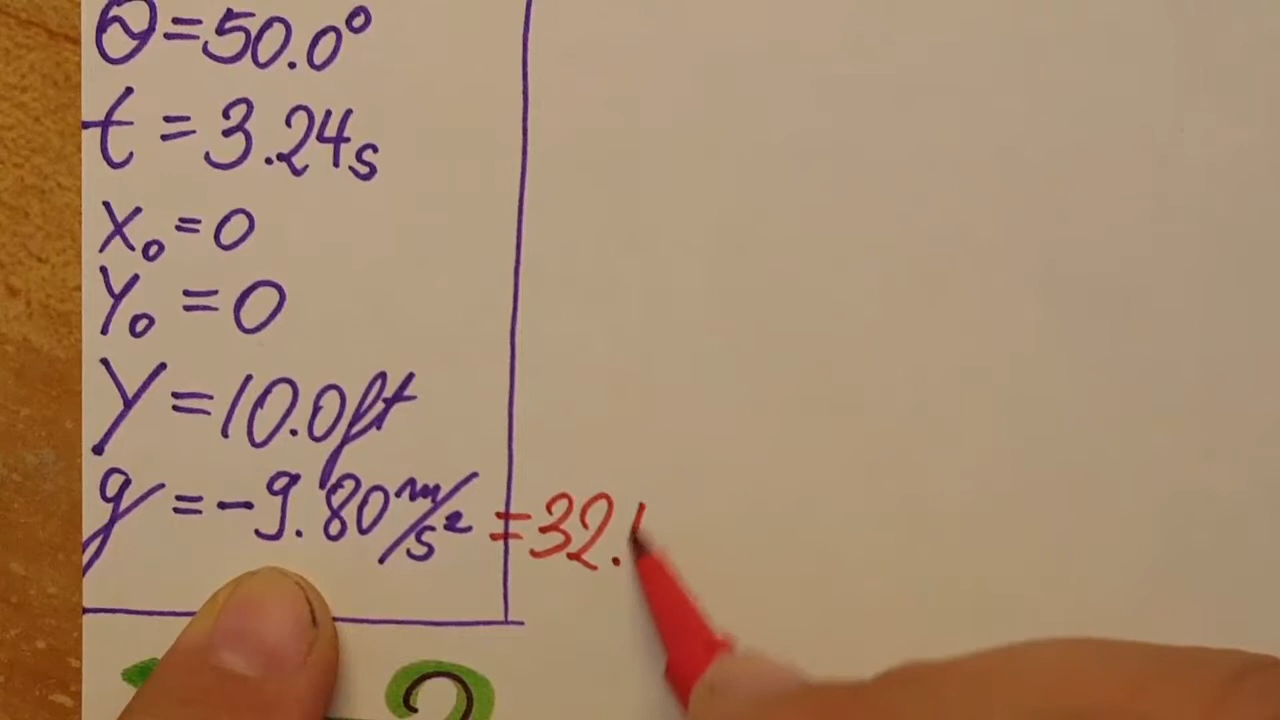 θ=50.0°
t=3.24s
x₀=0
y₀=0
y=10.0ft
g=-9.80m/s²=32.
?